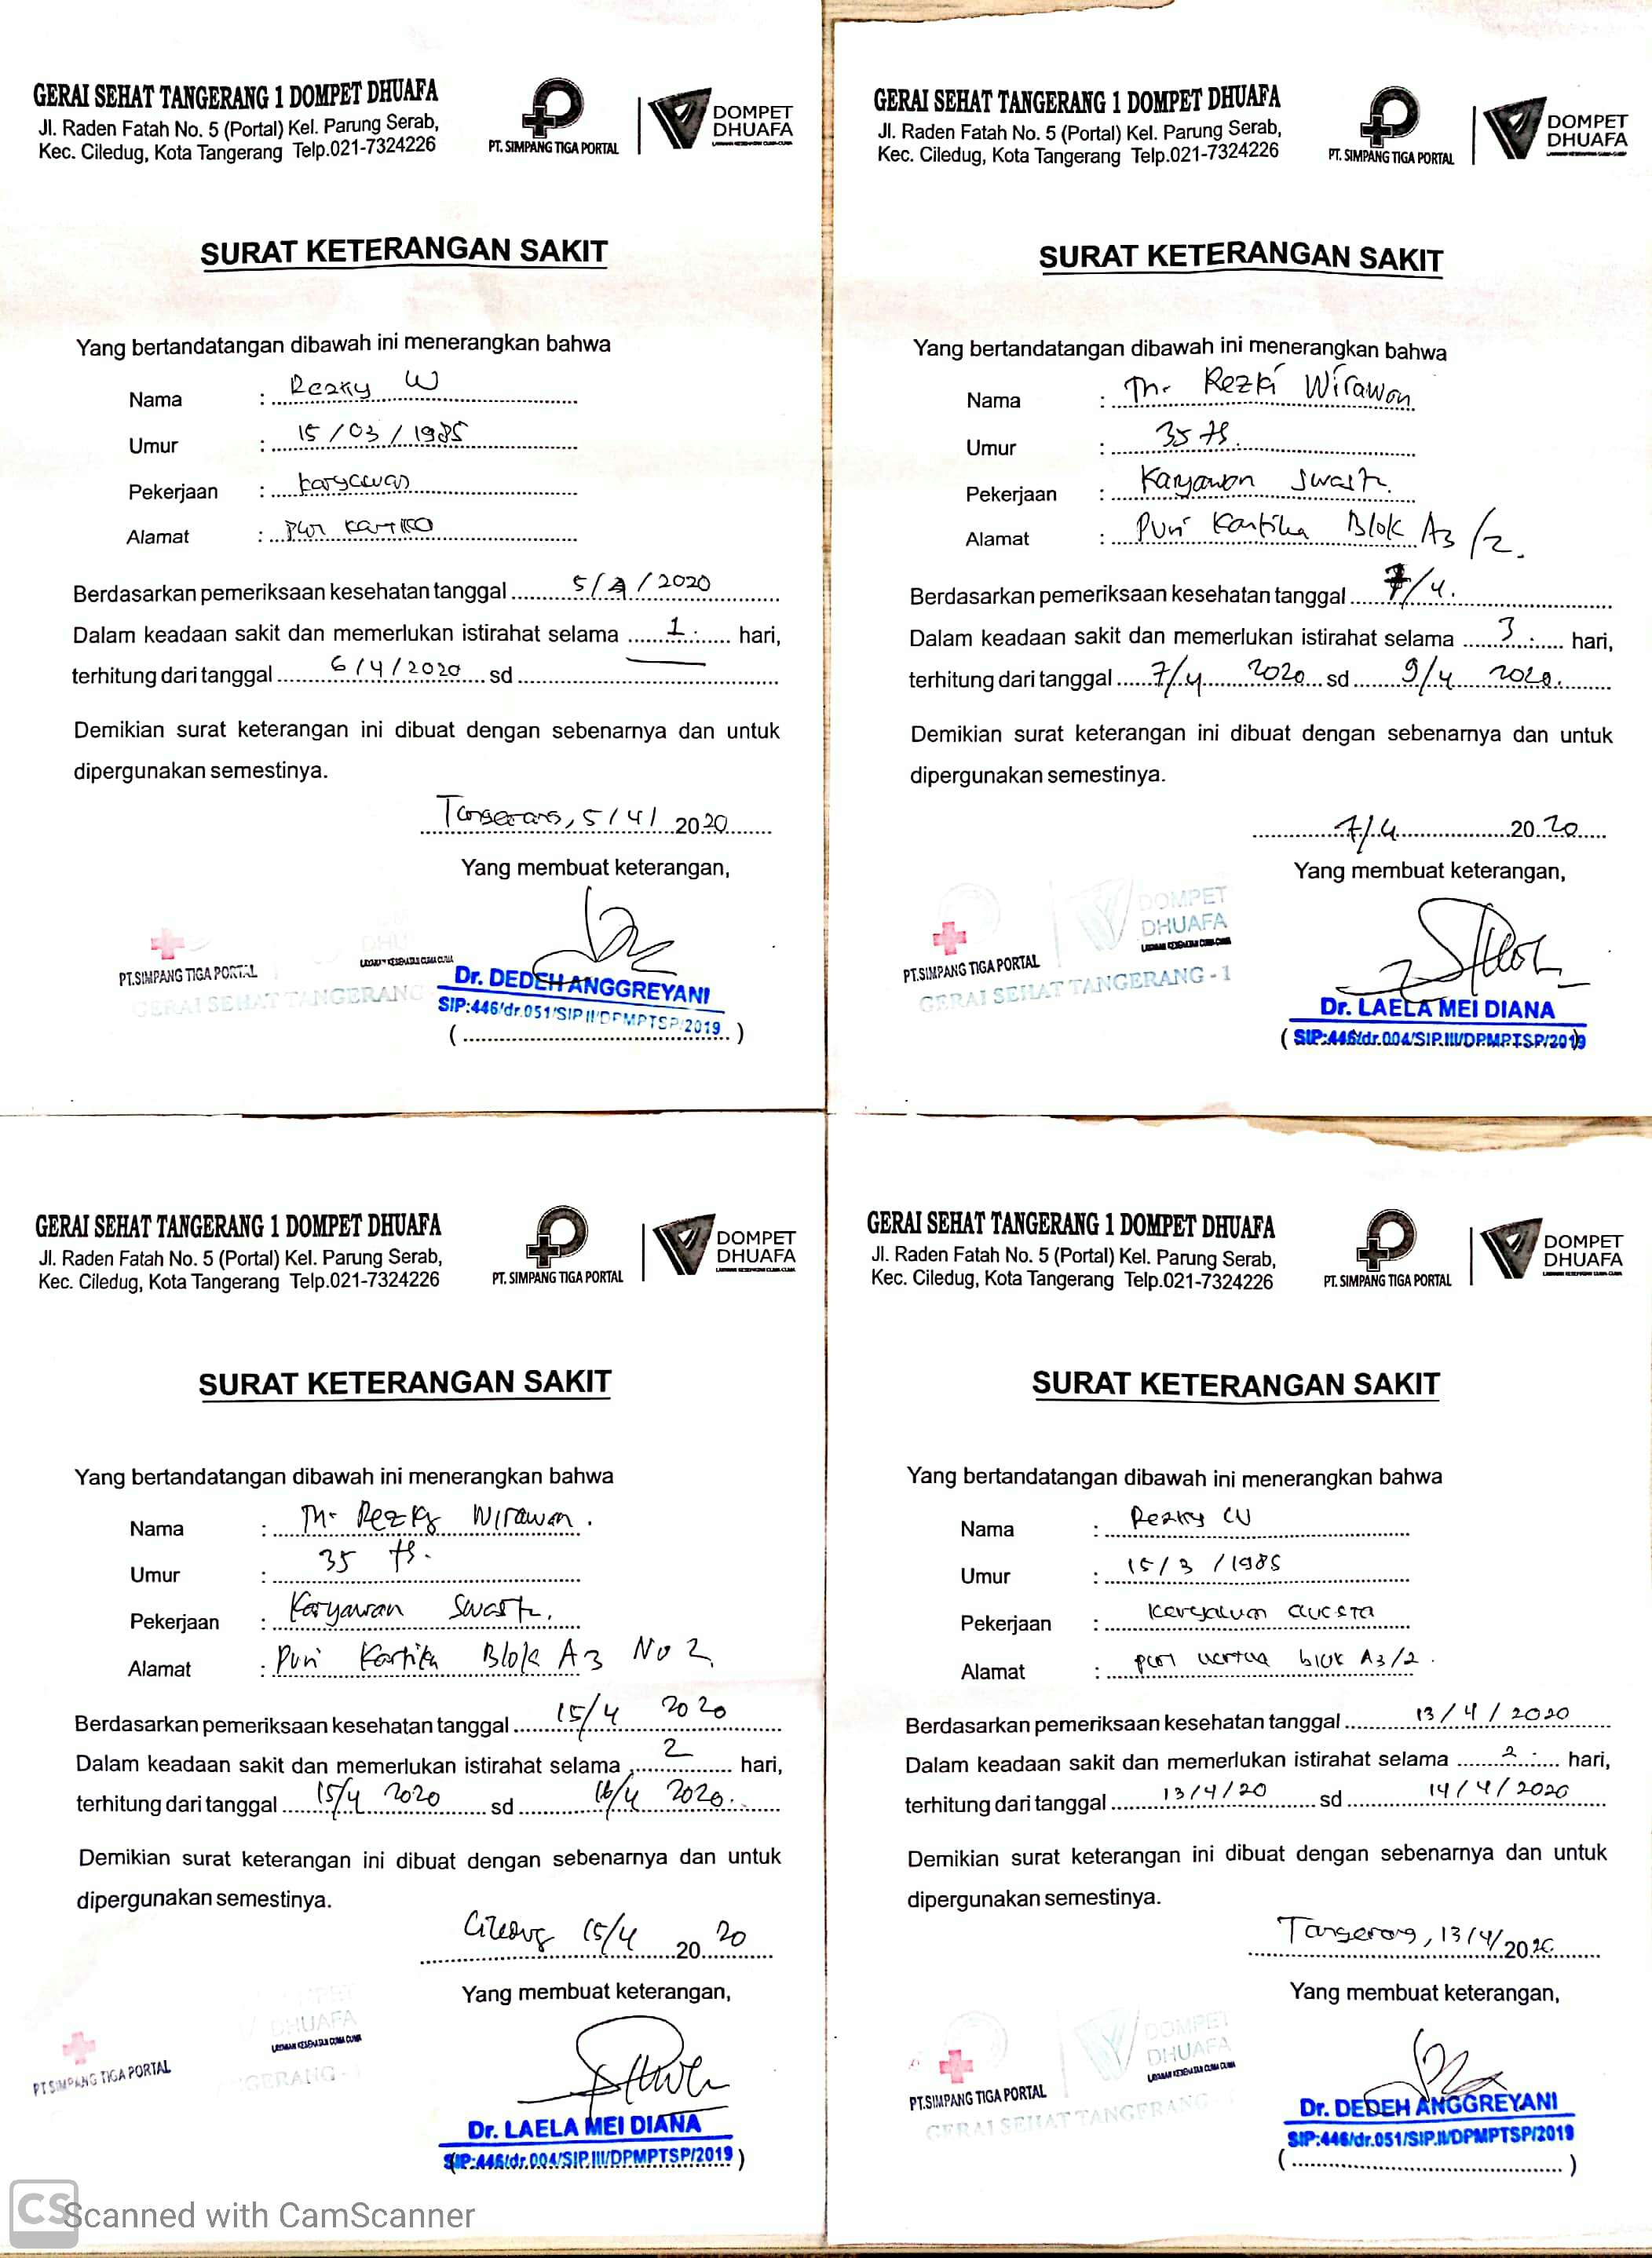 GERAI SEHAT TANGERANG 1 DOMPET DHUAFA
Jl. Raden Fatah No. 5 (Portal) Kel. Parung Serab,
Kec. Ciledug, Kota Tangerang Telp.021-7324226
PT. SIMPANG TIGA PORTAL
DOMPET
DHUAFA
SURAT KETERANGAN SAKIT
Yang bertandatangan dibawah ini menerangkan bahwa
Nama : Rezky W
Umur : 15/03/1985
Pekerjaan : karyawan
Alamat :
Berdasarkan pemeriksaan kesehatan tanggal 5/4/2020
Dalam keadaan sakit dan memerlukan istirahat selama 1 hari,
terhitung dari tanggal 6/4/2020 sd
Demikian surat keterangan ini dibuat dengan sebenarnya dan untuk
dipergunakan semestinya.
Tangerang, 5/4/ 2020
Yang membuat keterangan,
PT.SIMPANG TIGA PORTAL
GERAI SEHAT TANGERANG
Dr. DEDEH ANGGREYANI
SIP:446/dr.051/SIP.II/DPMPTSP/2019
GERAI SEHAT TANGERANG 1 DOMPET DHUAFA
Jl. Raden Fatah No. 5 (Portal) Kel. Parung Serab,
Kec. Ciledug, Kota Tangerang Telp.021-7324226
PT. SIMPANG TIGA PORTAL
DOMPET
DHUAFA
SURAT KETERANGAN SAKIT
Yang bertandatangan dibawah ini menerangkan bahwa
Nama : Tn. Rezki Wirawan
Umur : 35 th.
Pekerjaan : Karyawan Swasta
Alamat : Puri Kartika Blok A3/2.
Berdasarkan pemeriksaan kesehatan tanggal 7/4.
Dalam keadaan sakit dan memerlukan istirahat selama 3 hari,
terhitung dari tanggal 7/4 2020 sd 9/4 2020.
Demikian surat keterangan ini dibuat dengan sebenarnya dan untuk
dipergunakan semestinya.
7/4 2020
Yang membuat keterangan,
DOMPET
DHUAFA
LAYANAN KESEHATAN CUMA-CUMA
PT.SIMPANG TIGA PORTAL
GERAI SEHAT TANGERANG - 1
Dr. LAELA MEI DIANA
( SIP:446/dr.004/SIP.III/DPMPTSP/2019 )
GERAI SEHAT TANGERANG 1 DOMPET DHUAFA
Jl. Raden Fatah No. 5 (Portal) Kel. Parung Serab,
Kec. Ciledug, Kota Tangerang Telp.021-7324226
PT. SIMPANG TIGA PORTAL
DOMPET
DHUAFA
SURAT KETERANGAN SAKIT
Yang bertandatangan dibawah ini menerangkan bahwa
Nama : Tn. Rezky Wirawan.
Umur : 35 th.
Pekerjaan : Karyawan Swasta.
Alamat : Puri Kartika Blok A3 No 2
Berdasarkan pemeriksaan kesehatan tanggal 15/4 2020
Dalam keadaan sakit dan memerlukan istirahat selama 2 hari,
terhitung dari tanggal 15/4 2020 sd 16/4 2020.
Demikian surat keterangan ini dibuat dengan sebenarnya dan untuk
dipergunakan semestinya.
Ciledug 15/4 2020
Yang membuat keterangan,
DHUAFA
LAYANAN KESEHATAN CUMA CUMA
PT.SIMPANG TIGA PORTAL
Dr. LAELA MEI DIANA
(SIP:446/dr.004/SIP.III/DPMPTSP/2019 )
GERAI SEHAT TANGERANG 1 DOMPET DHUAFA
Jl. Raden Fatah No. 5 (Portal) Kel. Parung Serab,
Kec. Ciledug, Kota Tangerang Telp.021-7324226
PT. SIMPANG TIGA PORTAL
DOMPET
DHUAFA
SURAT KETERANGAN SAKIT
Yang bertandatangan dibawah ini menerangkan bahwa
Nama : Rezky W
Umur : 15/3/1985
Pekerjaan :
Alamat : blok A3/2.
Berdasarkan pemeriksaan kesehatan tanggal 13/4/2020
Dalam keadaan sakit dan memerlukan istirahat selama 2 hari,
terhitung dari tanggal 13/4/20 sd 14/4/2020
Demikian surat keterangan ini dibuat dengan sebenarnya dan untuk
dipergunakan semestinya.
Tangerang, 13/4/2020
Yang membuat keterangan,
DOMPET
DHUAFA
LAYANAN KESEHATAN CUMA CUMA
PT.SIMPANG TIGA PORTAL
GERAI SEHAT TANGERANG
Dr. DEDEH ANGGREYANI
SIP:446/dr.051/SIP.II/DPMPTSP/2019
CS Scanned with CamScanner